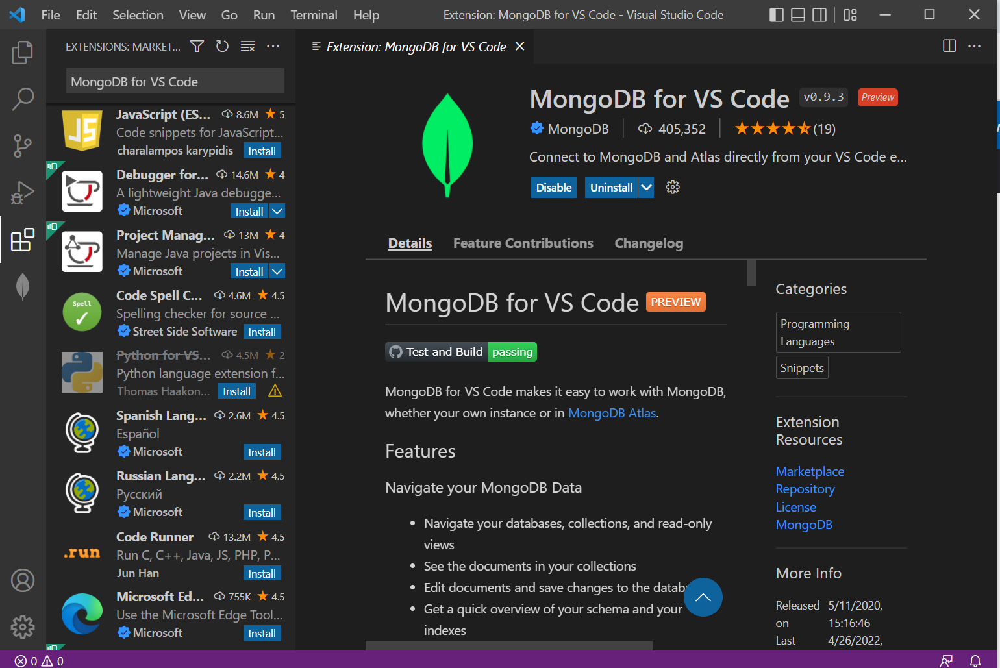 File Edit Selection View Go Run Terminal Help Extension: MongoDB for VS Code - Visual Studio Code
EXTENSIONS: MARKET...
Extension: MongoDB for VS Code
MongoDB for VS Code
JavaScript (ES... 8.6M 5
Code snippets for JavaScript...
charalampos karypidis Install
Debugger for... 14.6M 4
A lightweight Java debugge...
Microsoft Install
Project Manag... 13M 4
Manage Java projects in Vis...
Microsoft Install
Spell
Code Spell C... 4.6M 4.5
Spelling checker for source ...
Street Side Software Install
Python for VS... 4.5M 2
Python language extension f...
Thomas Haakon... Install
Spanish Lang... 2.6M 4.5
Español
Microsoft Install
Russian Lang... 2.2M 4.5
Русский
Microsoft Install
.run
Code Runner 13.2M 4.5
Run C, C++, Java, JS, PHP, P...
Jun Han Install
Microsoft Ed... 755K 4.5
Use the Microsoft Edge Tool...
Microsoft Install
JS
MongoDB for VS Code v0.9.3 Preview
MongoDB 405,352 (19)
Connect to MongoDB and Atlas directly from your VS Code e...
Disable Uninstall
Details Feature Contributions Changelog
MongoDB for VS Code PREVIEW
Test and Build passing
MongoDB for VS Code makes it easy to work with MongoDB,
whether your own instance or in MongoDB Atlas.
Features
Navigate your MongoDB Data
• Navigate your databases, collections, and read-only
views
• See the documents in your collections
• Edit documents and save changes to the datab
• Get a quick overview of your schema and your
indexes
Categories
Programming
Languages
Snippets
Extension
Resources
Marketplace
Repository
License
MongoDB
More Info
Released 5/11/2020,
on 15:16:46
Last 4/26/2022,
0 0